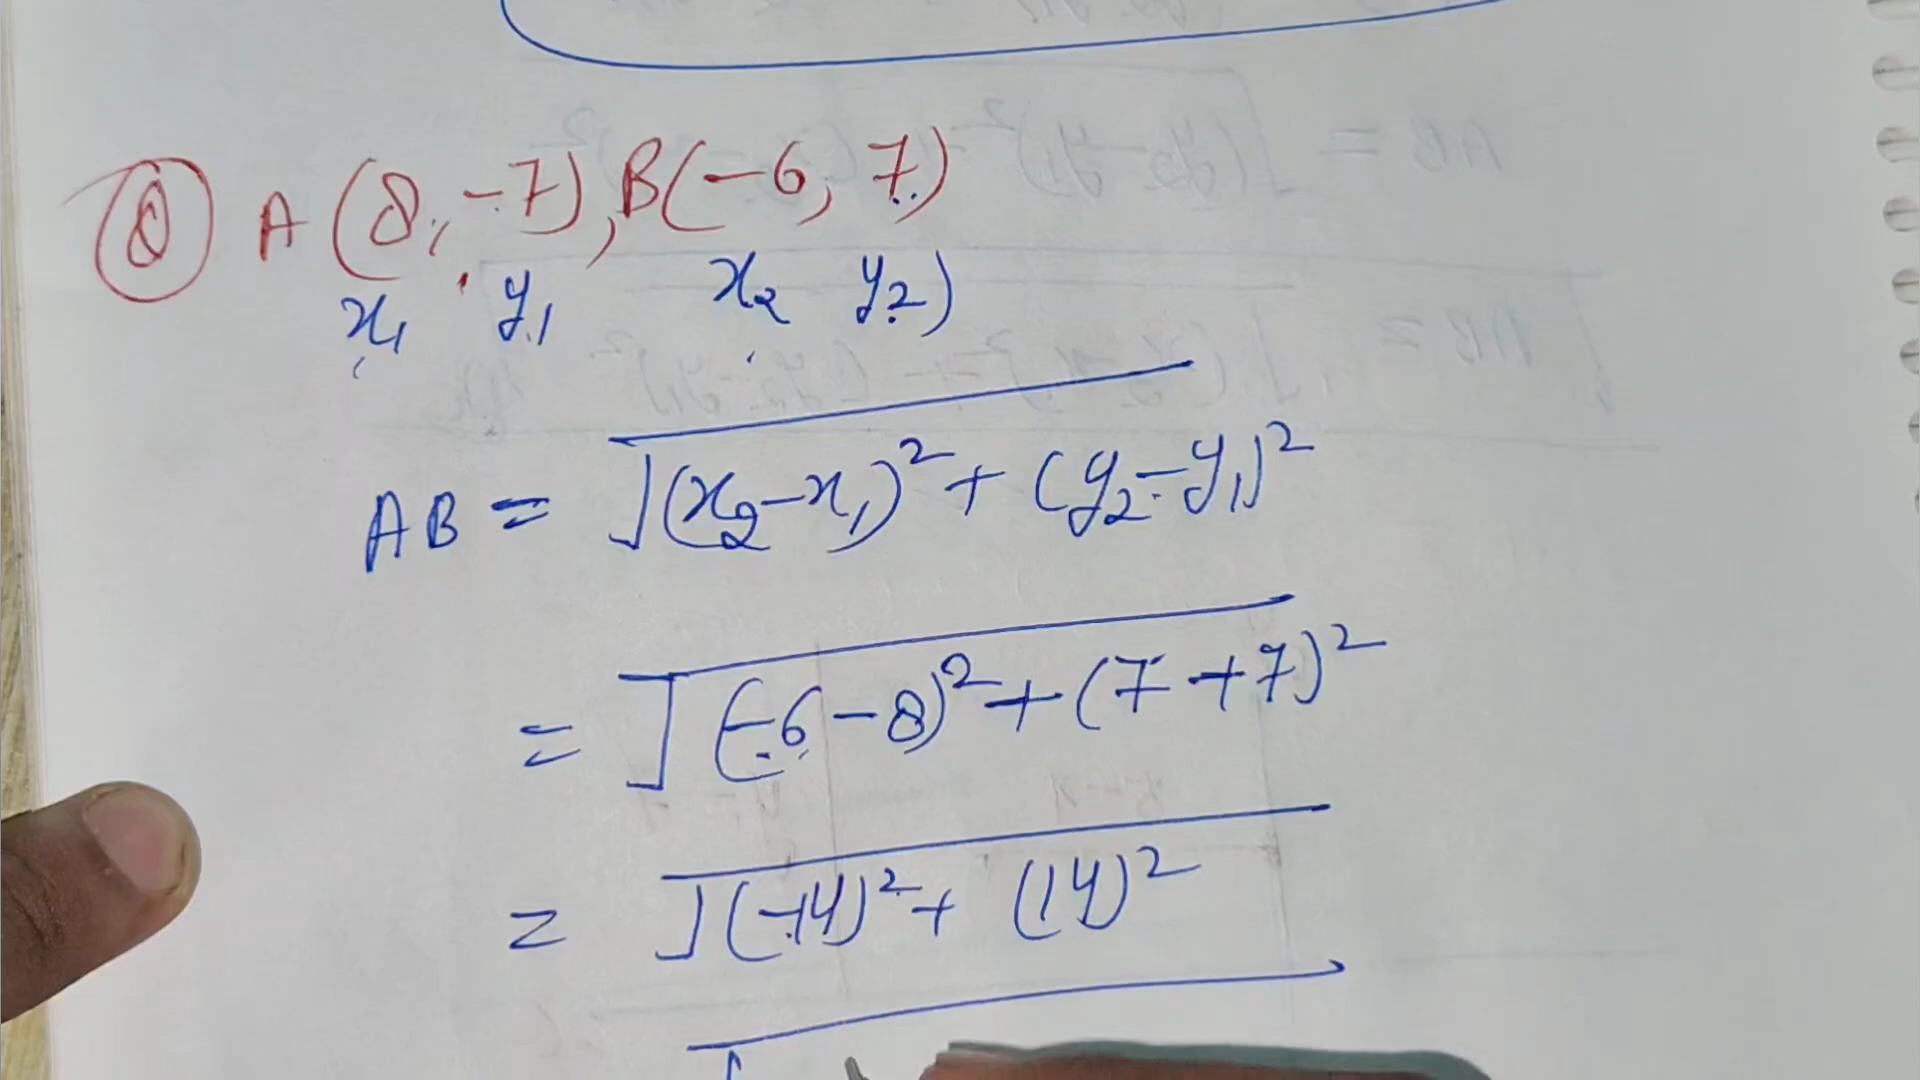 Q A (8, -7), B(-6, 7)
x₁ y₁ x₂ y₂)
AB = √(x₂-x₁)² + (y₂-y₁)²
= √(-6-8)² + (7+7)²
= √(-14)² + (14)²